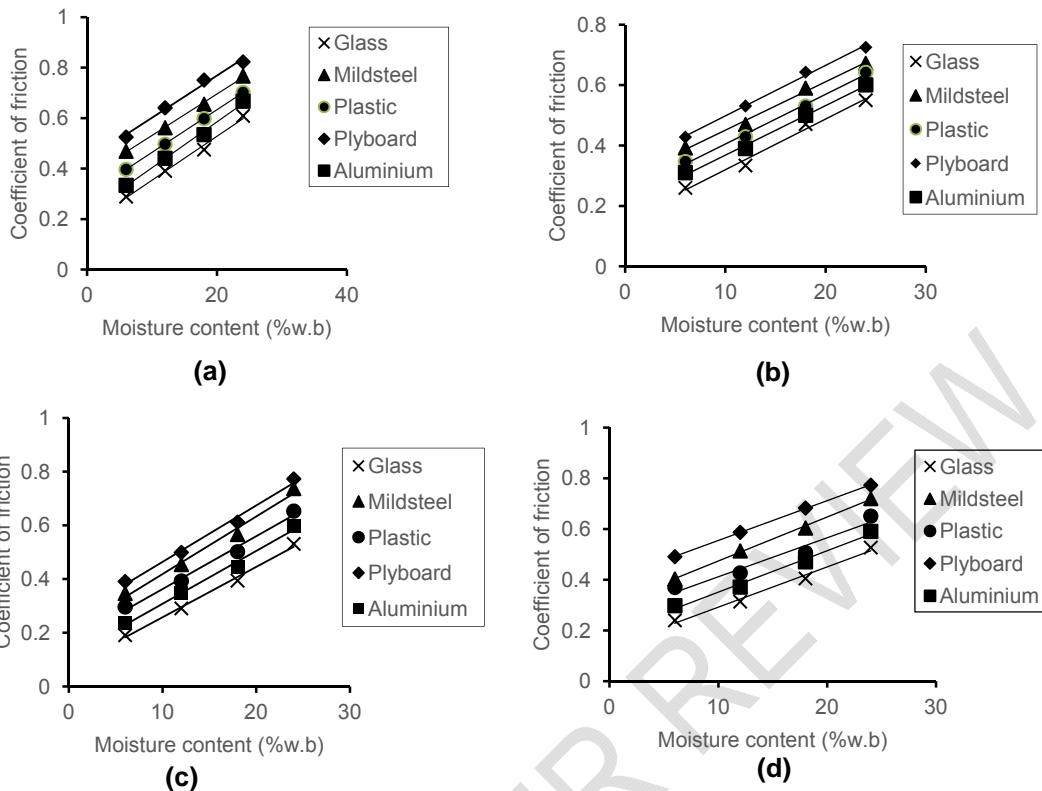 1
0.8
0.6
0.4
0.2
0
0 20 40
Coefficient of friction
Moisture content (%w.b)
Glass
Mildsteel
Plastic
Plyboard
Aluminium
(a)
0.8
0.6
0.4
0.2
0
0 10 20 30
Coefficient of friction
Moisture content (%w.b)
Glass
Mildsteel
Plastic
Plyboard
Aluminium
(b)
1
0.8
0.6
0.4
0.2
0
0 10 20 30
Coefficient of friction
Moisture content (%w.b)
Glass
Mildsteel
Plastic
Plyboard
Aluminium
(c)
1
0.8
0.6
0.4
0.2
0
0 10 20 30
Coefficient of friction
Moisture content (%w.b)
Glass
Mildsteel
Plastic
Plyboard
Aluminium
(d)
REVIEW